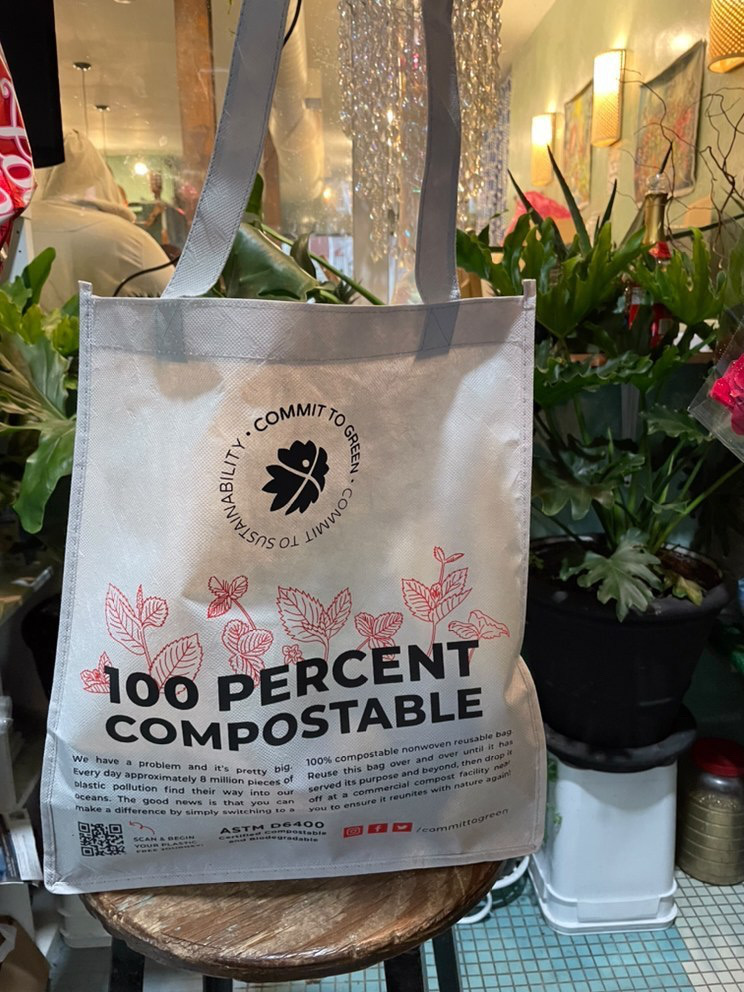 COMMIT TO GREEN • COMMIT TO SUSTAINABILITY •
100 PERCENT
COMPOSTABLE
We have a problem and it's pretty big.
Every day approximately 8 million pieces of
plastic pollution find their way into our
oceans. The good news is that you can
make a difference by simply switching to a
100% compostable nonwoven reusable bag
Reuse this bag over and over until it has
served its purpose and beyond, then drop it
off at a commercial compost facility near
you to ensure it reunites with nature again!
SCAN & BEGIN
YOUR PLASTIC
FREE JOURNEY!
ASTM D6400
Certified Compostable
and Biodegradable
/committogreen